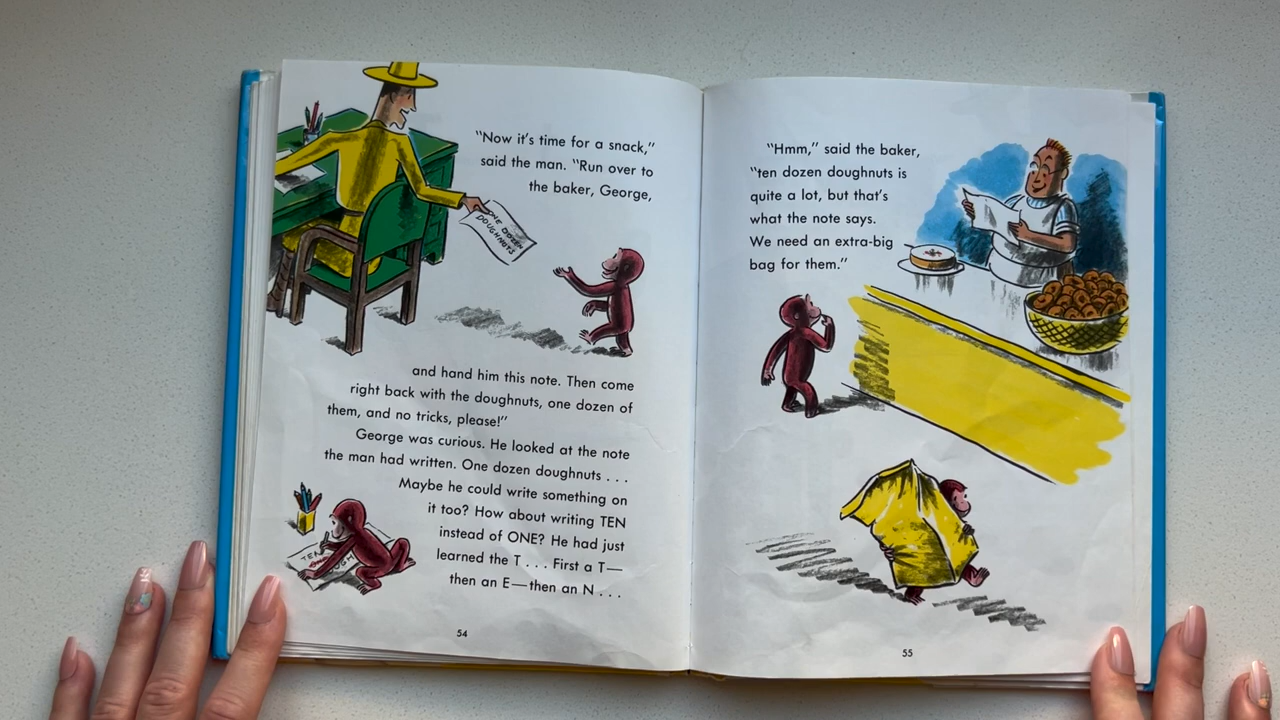 "Now it's time for a snack,"
said the man. "Run over to
the baker, George,
ONE DOZEN
DOUGHNUTS
and hand him this note. Then come
right back with the doughnuts, one dozen of
them, and no tricks, please!"
George was curious. He looked at the note
the man had written. One dozen doughnuts . . .
Maybe he could write something on
it too? How about writing TEN
instead of ONE? He had just
learned the T . . . First a T—
then an E—then an N . . .
TEN
54
"Hmm," said the baker,
"ten dozen doughnuts is
quite a lot, but that's
what the note says.
We need an extra-big
bag for them."
55